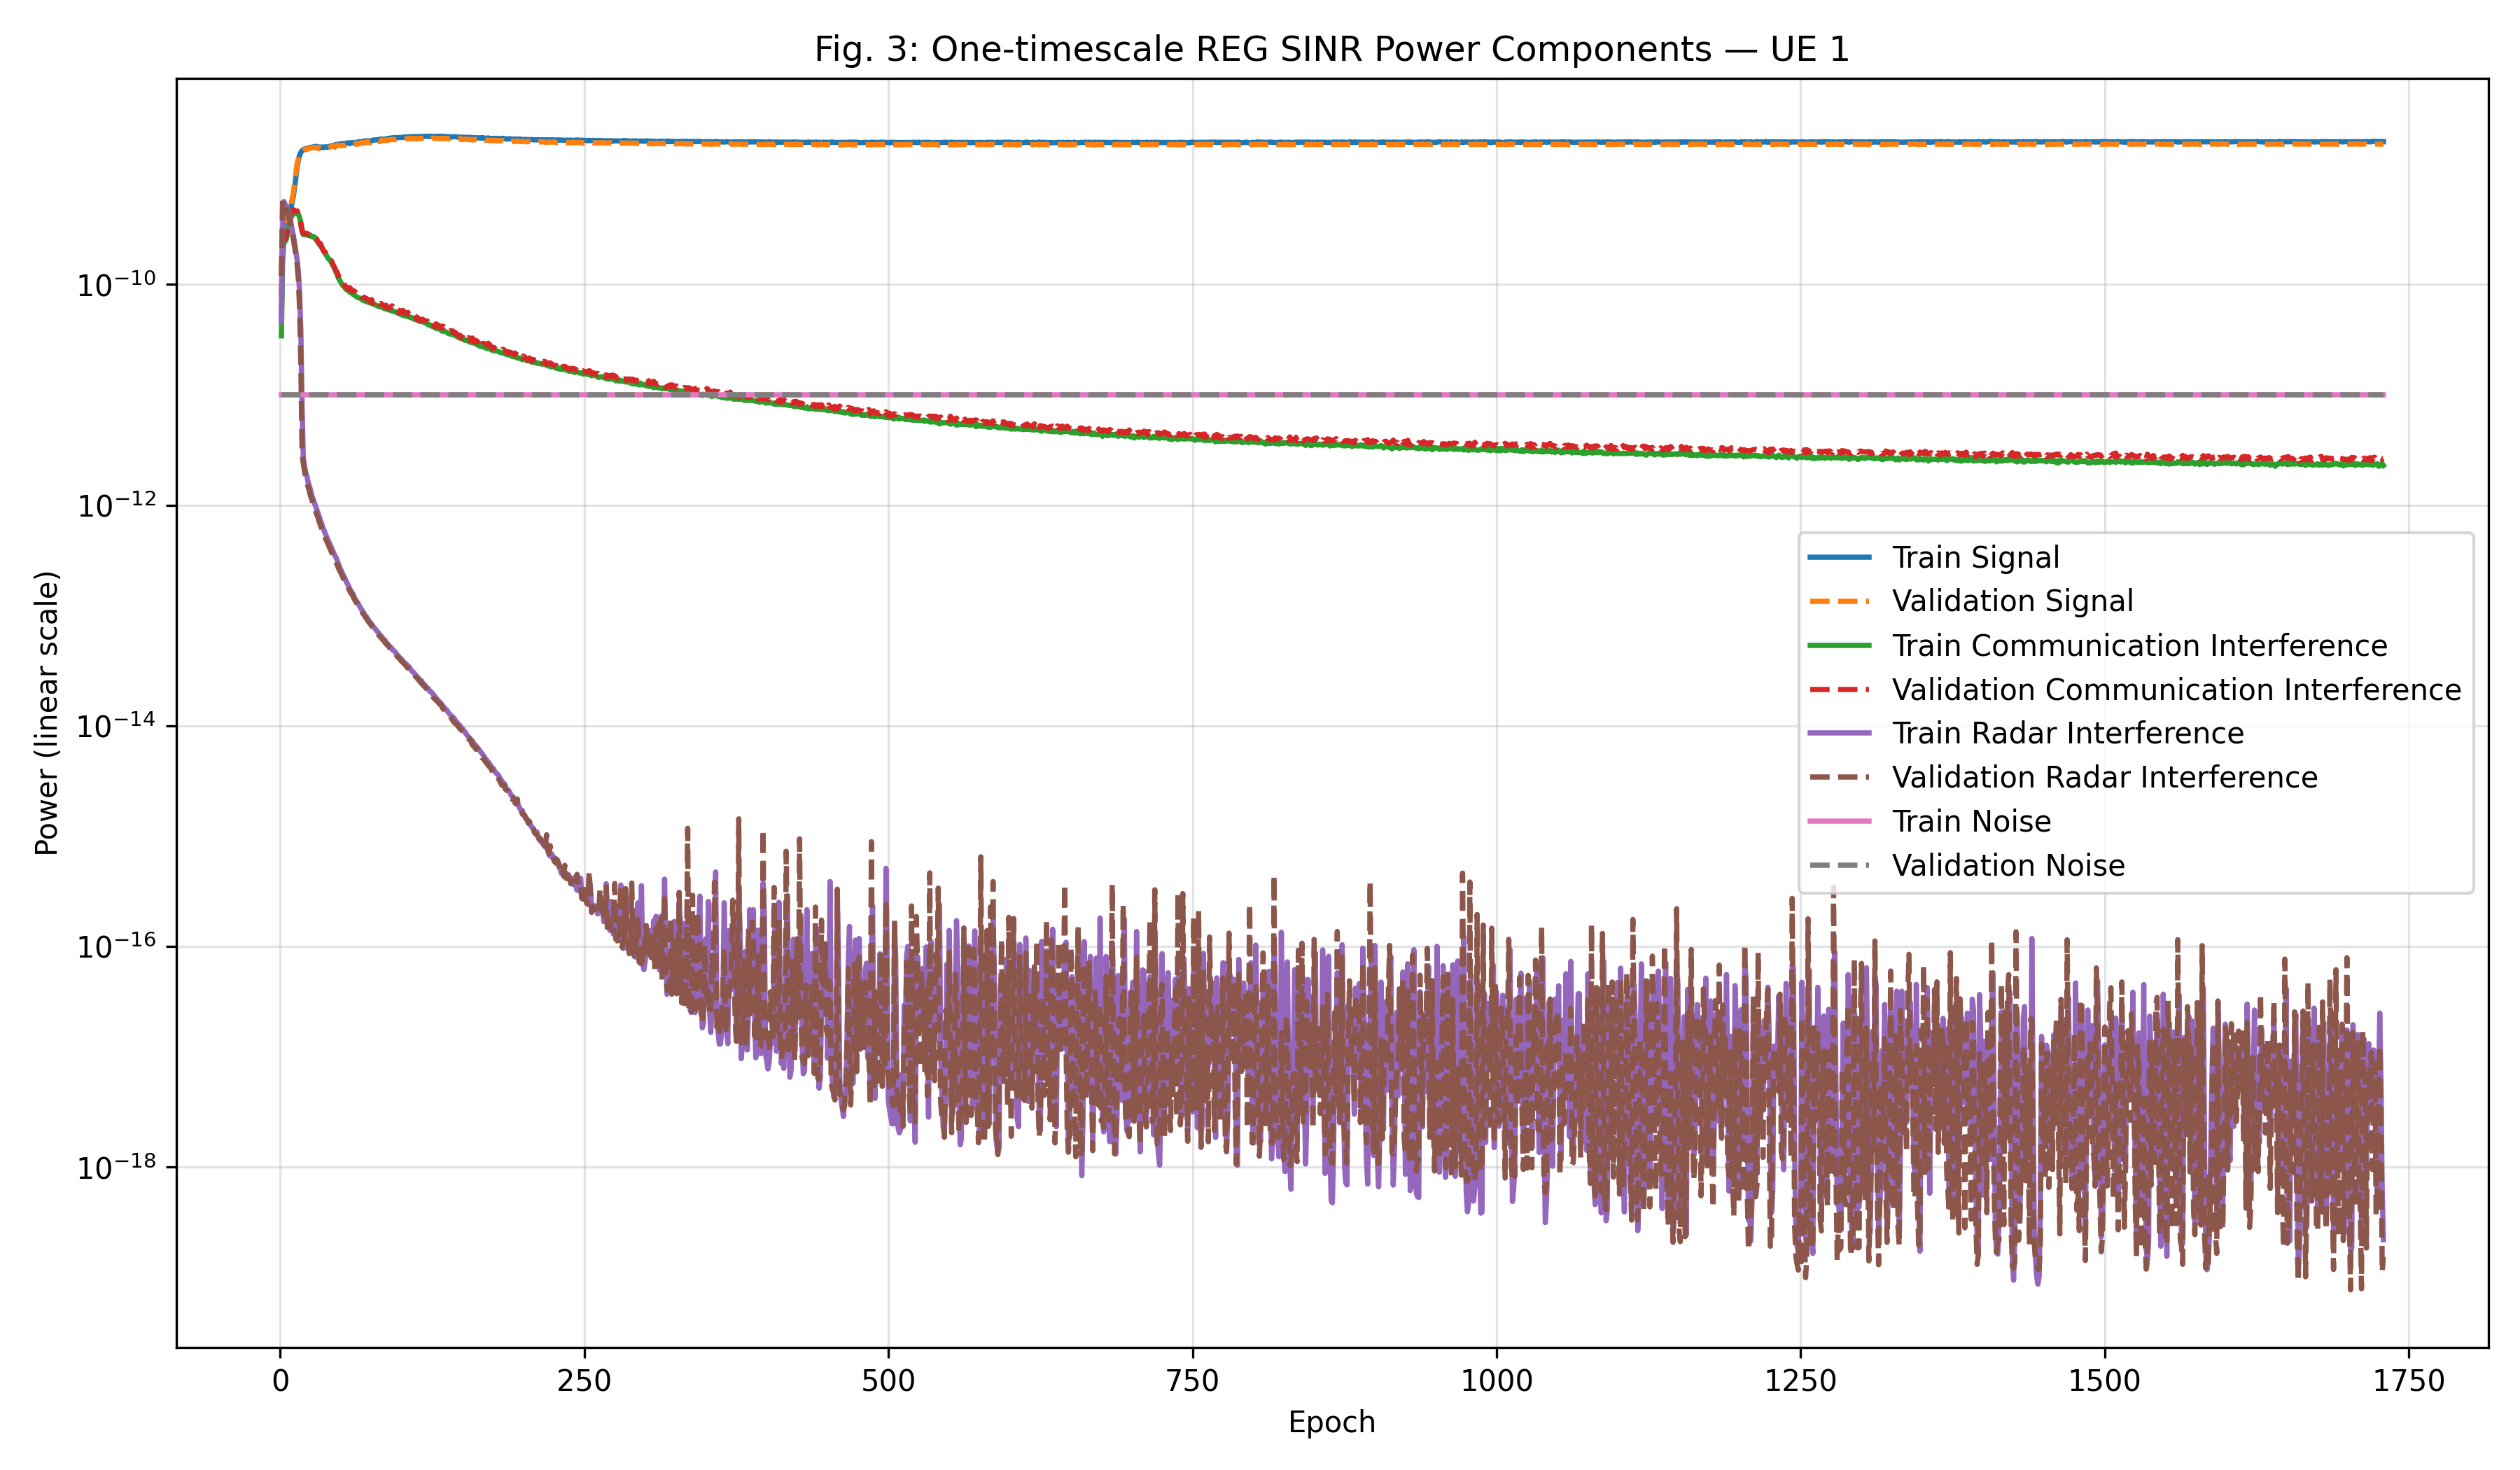 Fig. 3: One-timescale REG SINR Power Components — UE 1
Power (linear scale)
10⁻¹⁰
10⁻¹²
10⁻¹⁴
10⁻¹⁶
10⁻¹⁸
Train Signal
Validation Signal
Train Communication Interference
Validation Communication Interference
Train Radar Interference
Validation Radar Interference
Train Noise
Validation Noise
0 250 500 750 1000 1250 1500 1750
Epoch